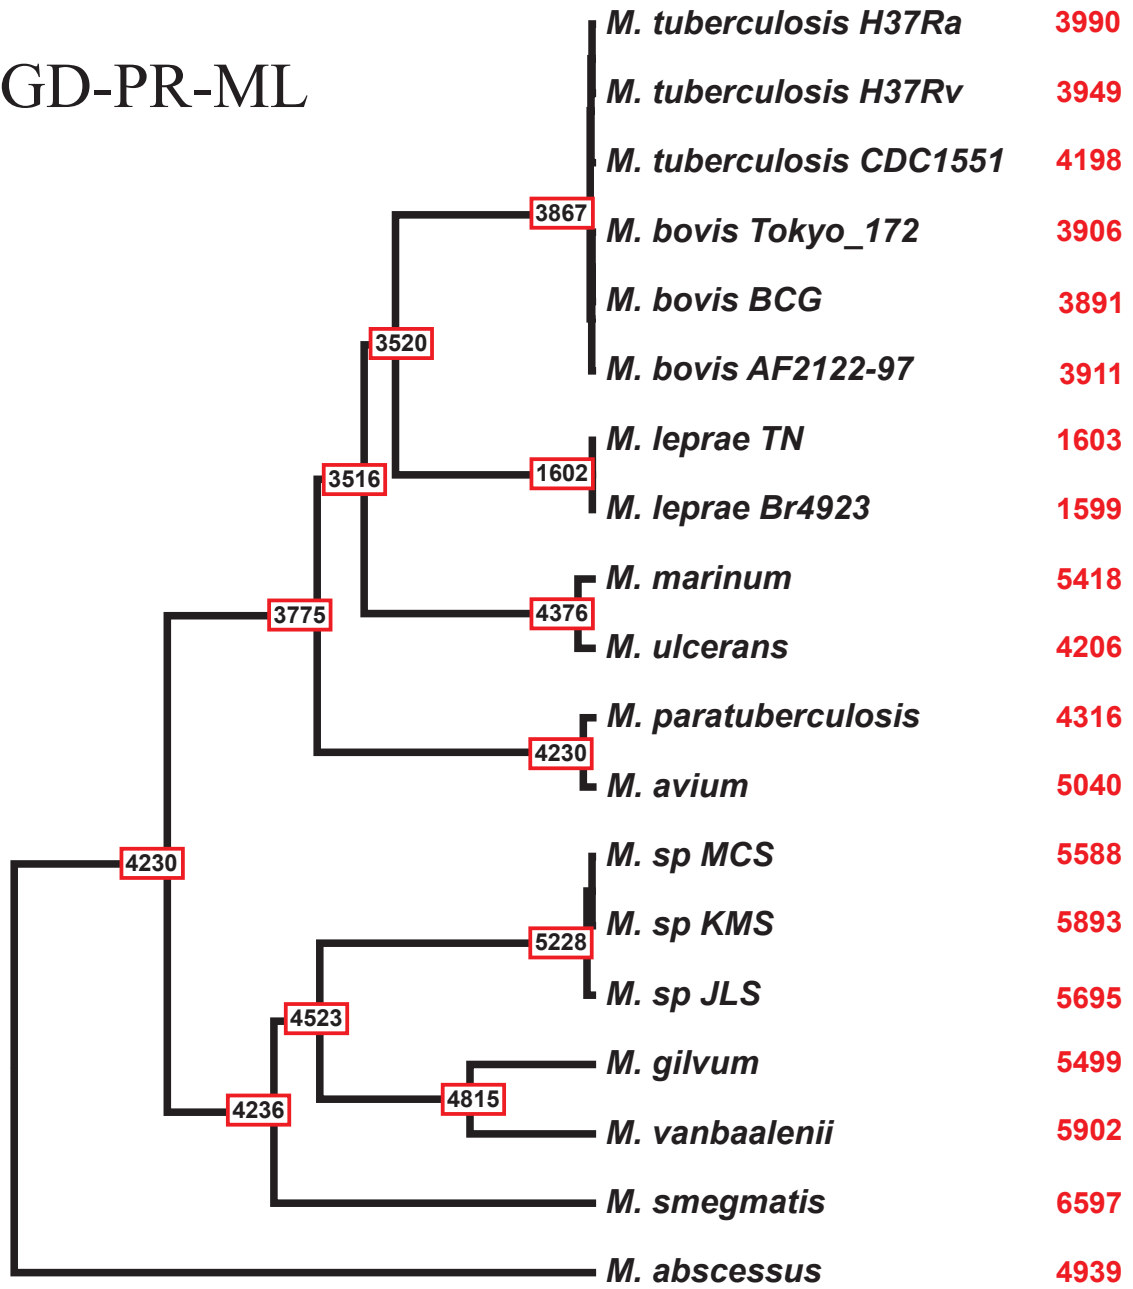 M. tuberculosis H37Ra 3990
GD-PR-ML
M. tuberculosis H37Rv 3949
M. tuberculosis CDC1551 4198
3867
M. bovis Tokyo_172 3906
M. bovis BCG 3891
3520
M. bovis AF2122-97 3911
M. leprae TN 1603
3516
1602
M. leprae Br4923 1599
M. marinum 5418
3775
4376
M. ulcerans 4206
M. paratuberculosis 4316
4230
M. avium 5040
M. sp MCS 5588
4230
M. sp KMS 5893
5228
M. sp JLS 5695
4523
M. gilvum 5499
4815
4236
M. vanbaalenii 5902
M. smegmatis 6597
M. abscessus 4939